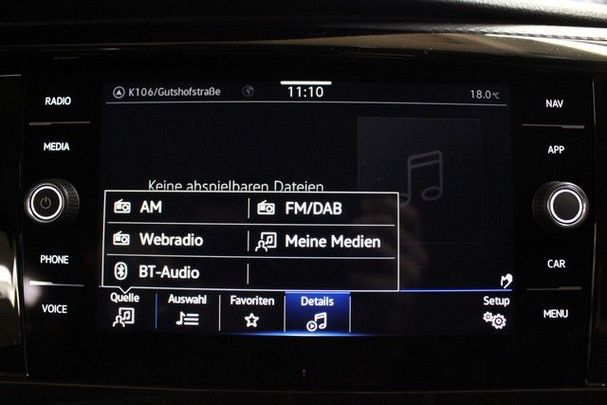 RADIO
MEDIA
PHONE
VOICE
K106/Gutshofstraße
11:10
18.0°C
Keine abspielbaren Dateien
AM
FM/DAB
Webradio
Meine Medien
BT-Audio
Quelle
Auswahl
Favoriten
Details
Setup
NAV
APP
CAR
MENU